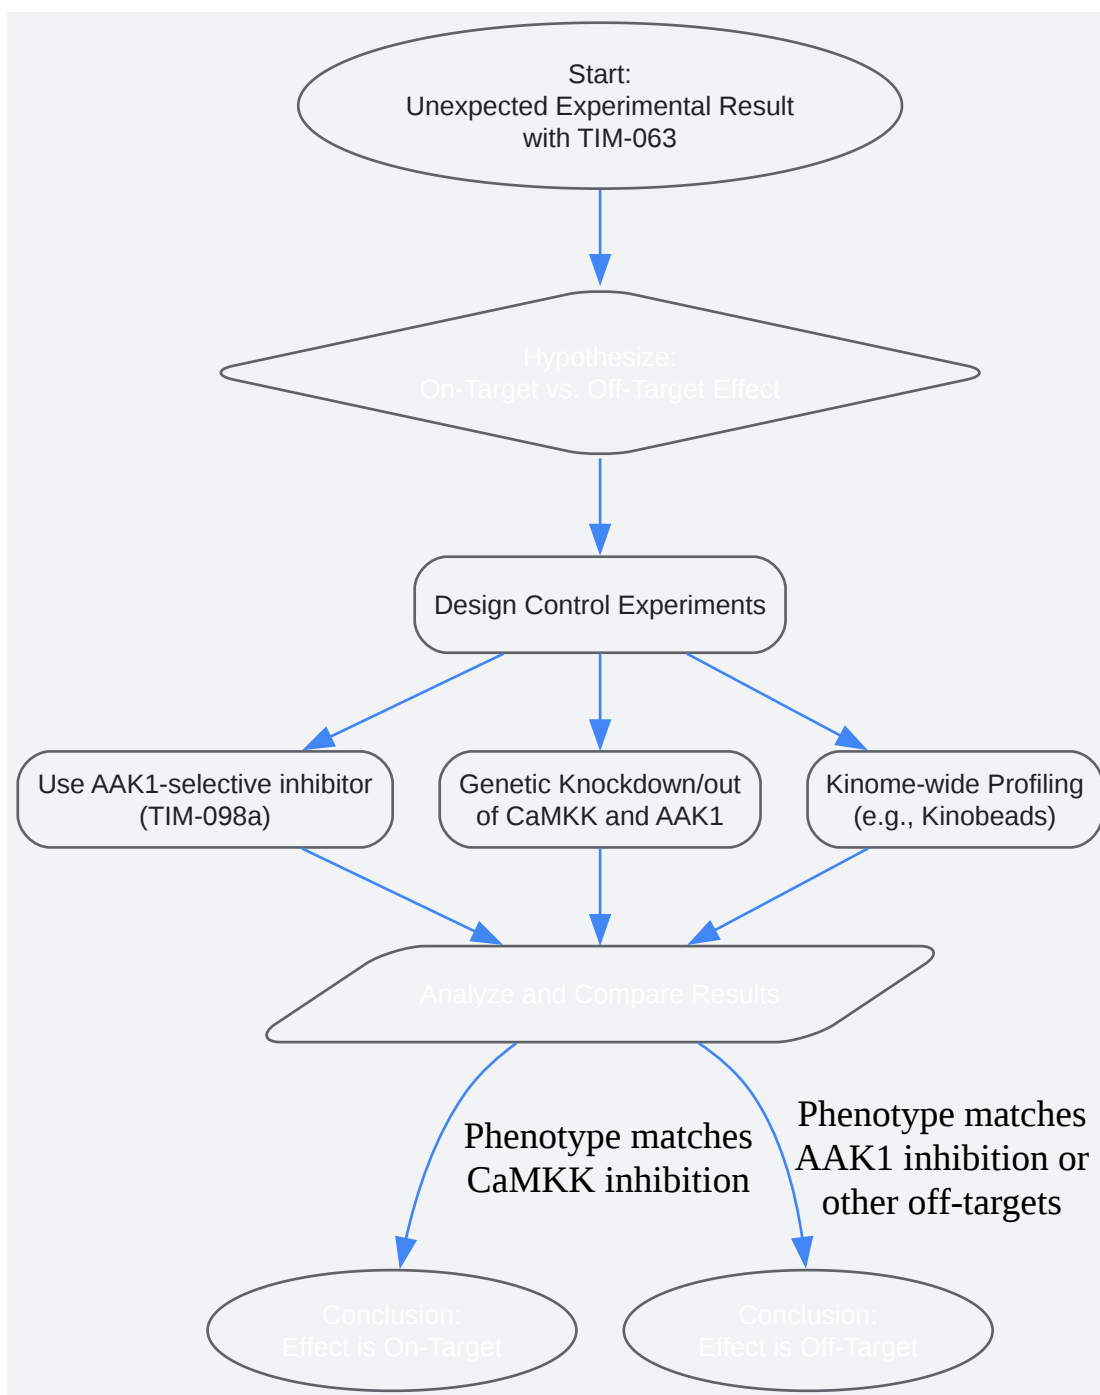 Start:
Unexpected Experimental Result
with TIM-063
Hypothesize:
On-Target vs. Off-Target Effect
Design Control Experiments
Use AAK1-selective inhibitor
(TIM-098a)
Genetic Knockdown/out
of CaMKK and AAK1
Kinome-wide Profiling
(e.g., Kinobeads)
Analyze and Compare Results
Phenotype matches
CaMKK inhibition
Phenotype matches
AAK1 inhibition or
other off-targets
Conclusion:
Effect is On-Target
Conclusion:
Effect is Off-Target